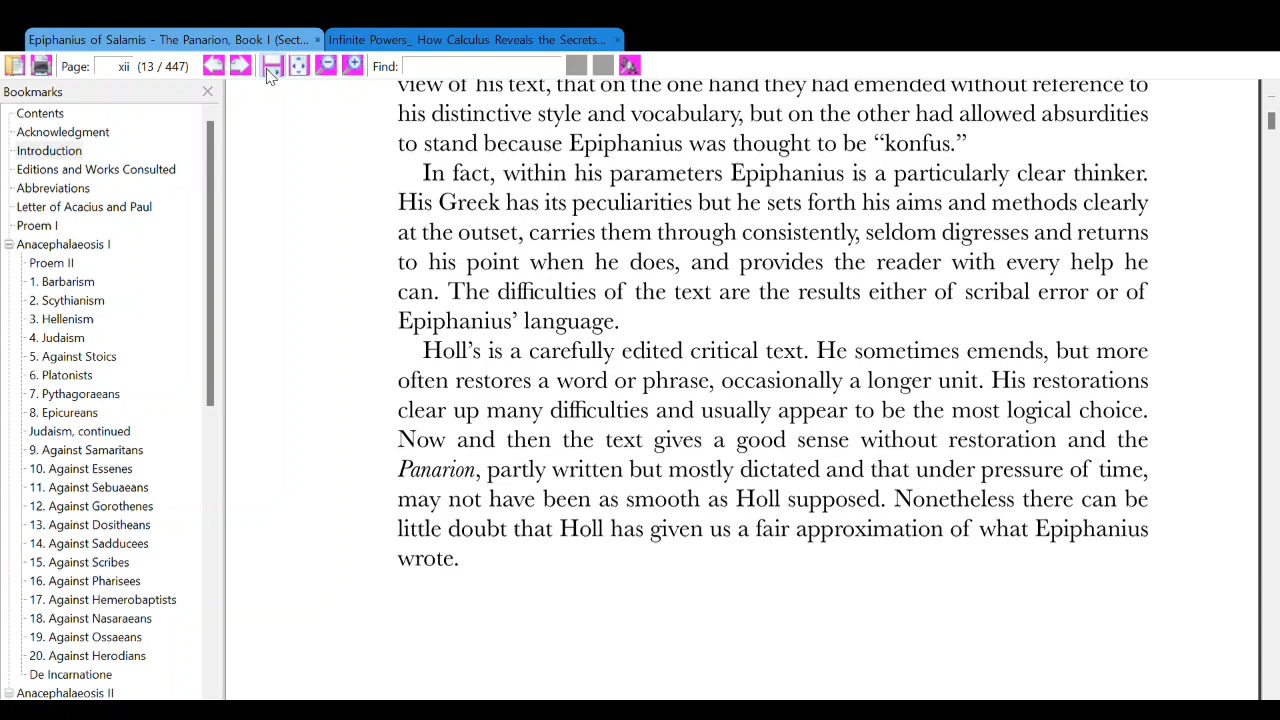 Epiphanius of Salamis - The Panarion, Book I (Sect... ×
Infinite Powers_ How Calculus Reveals the Secrets... ×
Page: xii (13 / 447) Find:
Bookmarks
Contents
Acknowledgment
Introduction
Editions and Works Consulted
Abbreviations
Letter of Acacius and Paul
Proem I
Anacephalaeosis I
Proem II
1. Barbarism
2. Scythianism
3. Hellenism
4. Judaism
5. Against Stoics
6. Platonists
7. Pythagoraeans
8. Epicureans
Judaism, continued
9. Against Samaritans
10. Against Essenes
11. Against Sebuaeans
12. Against Gorothenes
13. Against Dositheans
14. Against Sadducees
15. Against Scribes
16. Against Pharisees
17. Against Hemerobaptists
18. Against Nasaraeans
19. Against Ossaeans
20. Against Herodians
De Incarnatione
Anacephalaeosis II
view of his text, that on the one hand they had emended without reference to
his distinctive style and vocabulary, but on the other had allowed absurdities
to stand because Epiphanius was thought to be “konfus.”
In fact, within his parameters Epiphanius is a particularly clear thinker.
His Greek has its peculiarities but he sets forth his aims and methods clearly
at the outset, carries them through consistently, seldom digresses and returns
to his point when he does, and provides the reader with every help he
can. The difficulties of the text are the results either of scribal error or of
Epiphanius’ language.
Holl’s is a carefully edited critical text. He sometimes emends, but more
often restores a word or phrase, occasionally a longer unit. His restorations
clear up many difficulties and usually appear to be the most logical choice.
Now and then the text gives a good sense without restoration and the
Panarion, partly written but mostly dictated and that under pressure of time,
may not have been as smooth as Holl supposed. Nonetheless there can be
little doubt that Holl has given us a fair approximation of what Epiphanius
wrote.